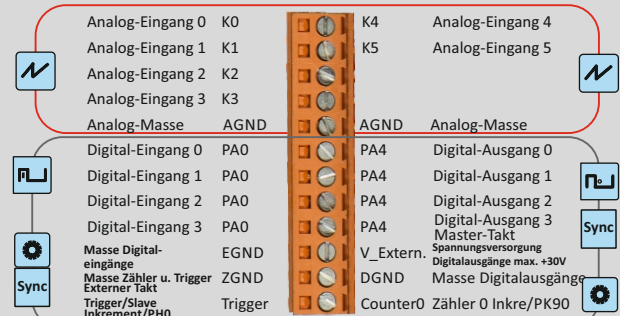 Analog-Eingang 0 K0 K4 Analog-Eingang 4
Analog-Eingang 1 K1 K5 Analog-Eingang 5
Analog-Eingang 2 K2
Analog-Eingang 3 K3
Analog-Masse AGND AGND Analog-Masse
Digital-Eingang 0 PA0 PA4 Digital-Ausgang 0
Digital-Eingang 1 PA0 PA4 Digital-Ausgang 1
Digital-Eingang 2 PA0 PA4 Digital-Ausgang 2
Digital-Eingang 3 PA0 PA4 Digital-Ausgang 3
Master-Takt
Sync
Masse Digital-
eingänge
EGND V_Extern. Spannungsversorgung
Digitalausgänge max. +30V
Masse Zähler u. Trigger
Externer Takt
ZGND DGND Masse Digitalausgänge
Sync
Trigger/Slave
Inkrement/PH0
Trigger Counter0 Zähler 0 Inkre/PK90